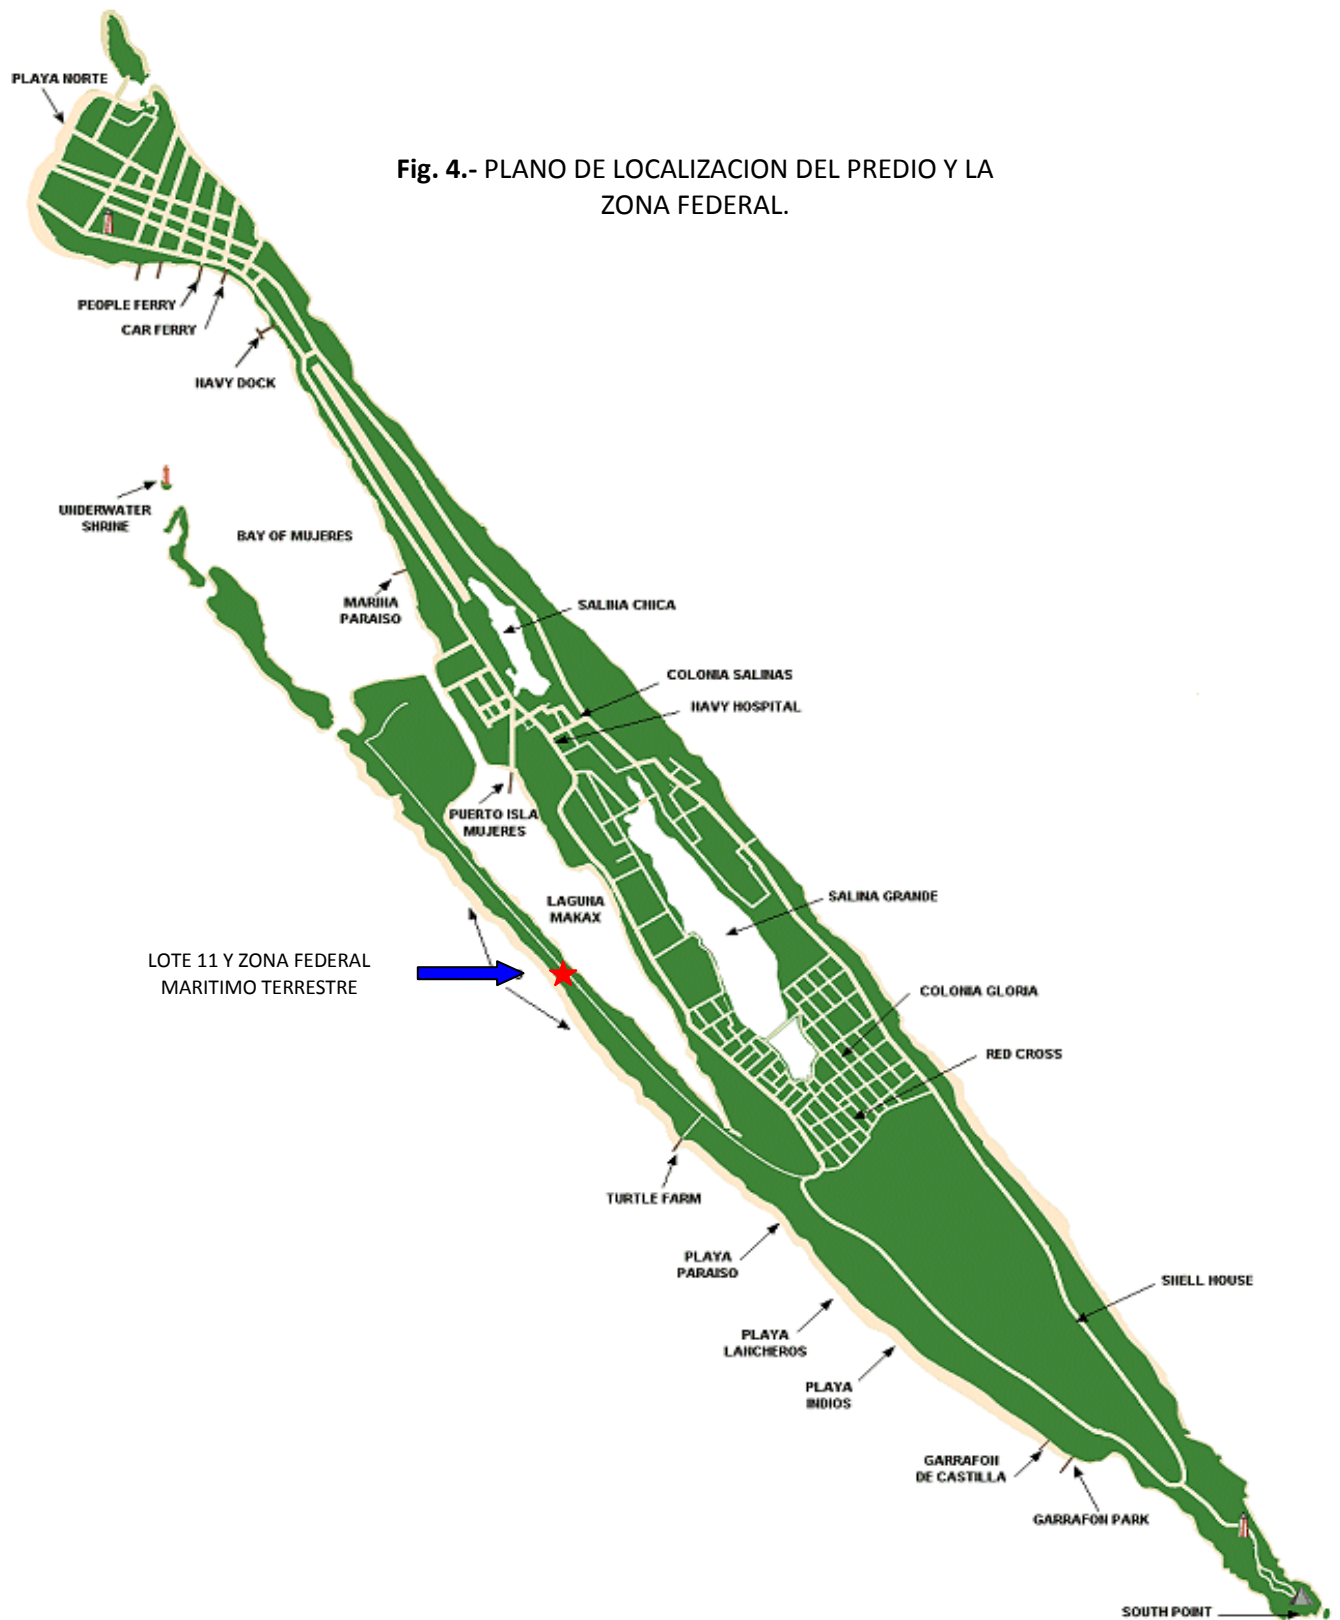 PLAYA NORTE
Fig. 4.- PLANO DE LOCALIZACION DEL PREDIO Y LA
ZONA FEDERAL.
PEOPLE FERRY
CAR FERRY
NAVY DOCK
UNDERWATER
SHRINE
BAY OF MUJERES
MARINA
PARAISO
SALINA CHICA
COLONIA SALINAS
NAVY HOSPITAL
PUERTO ISLA
MUJERES
LAGUNA
MAKAX
SALINA GRANDE
LOTE 11 Y ZONA FEDERAL
MARITIMO TERRESTRE
COLONIA GLORIA
RED CROSS
TURTLE FARM
PLAYA
PARAISO
SHELL HOUSE
PLAYA
LANCHEROS
PLAYA
INDIOS
GARRAFON
DE CASTILLA
GARRAFON PARK
SOUTH POINT